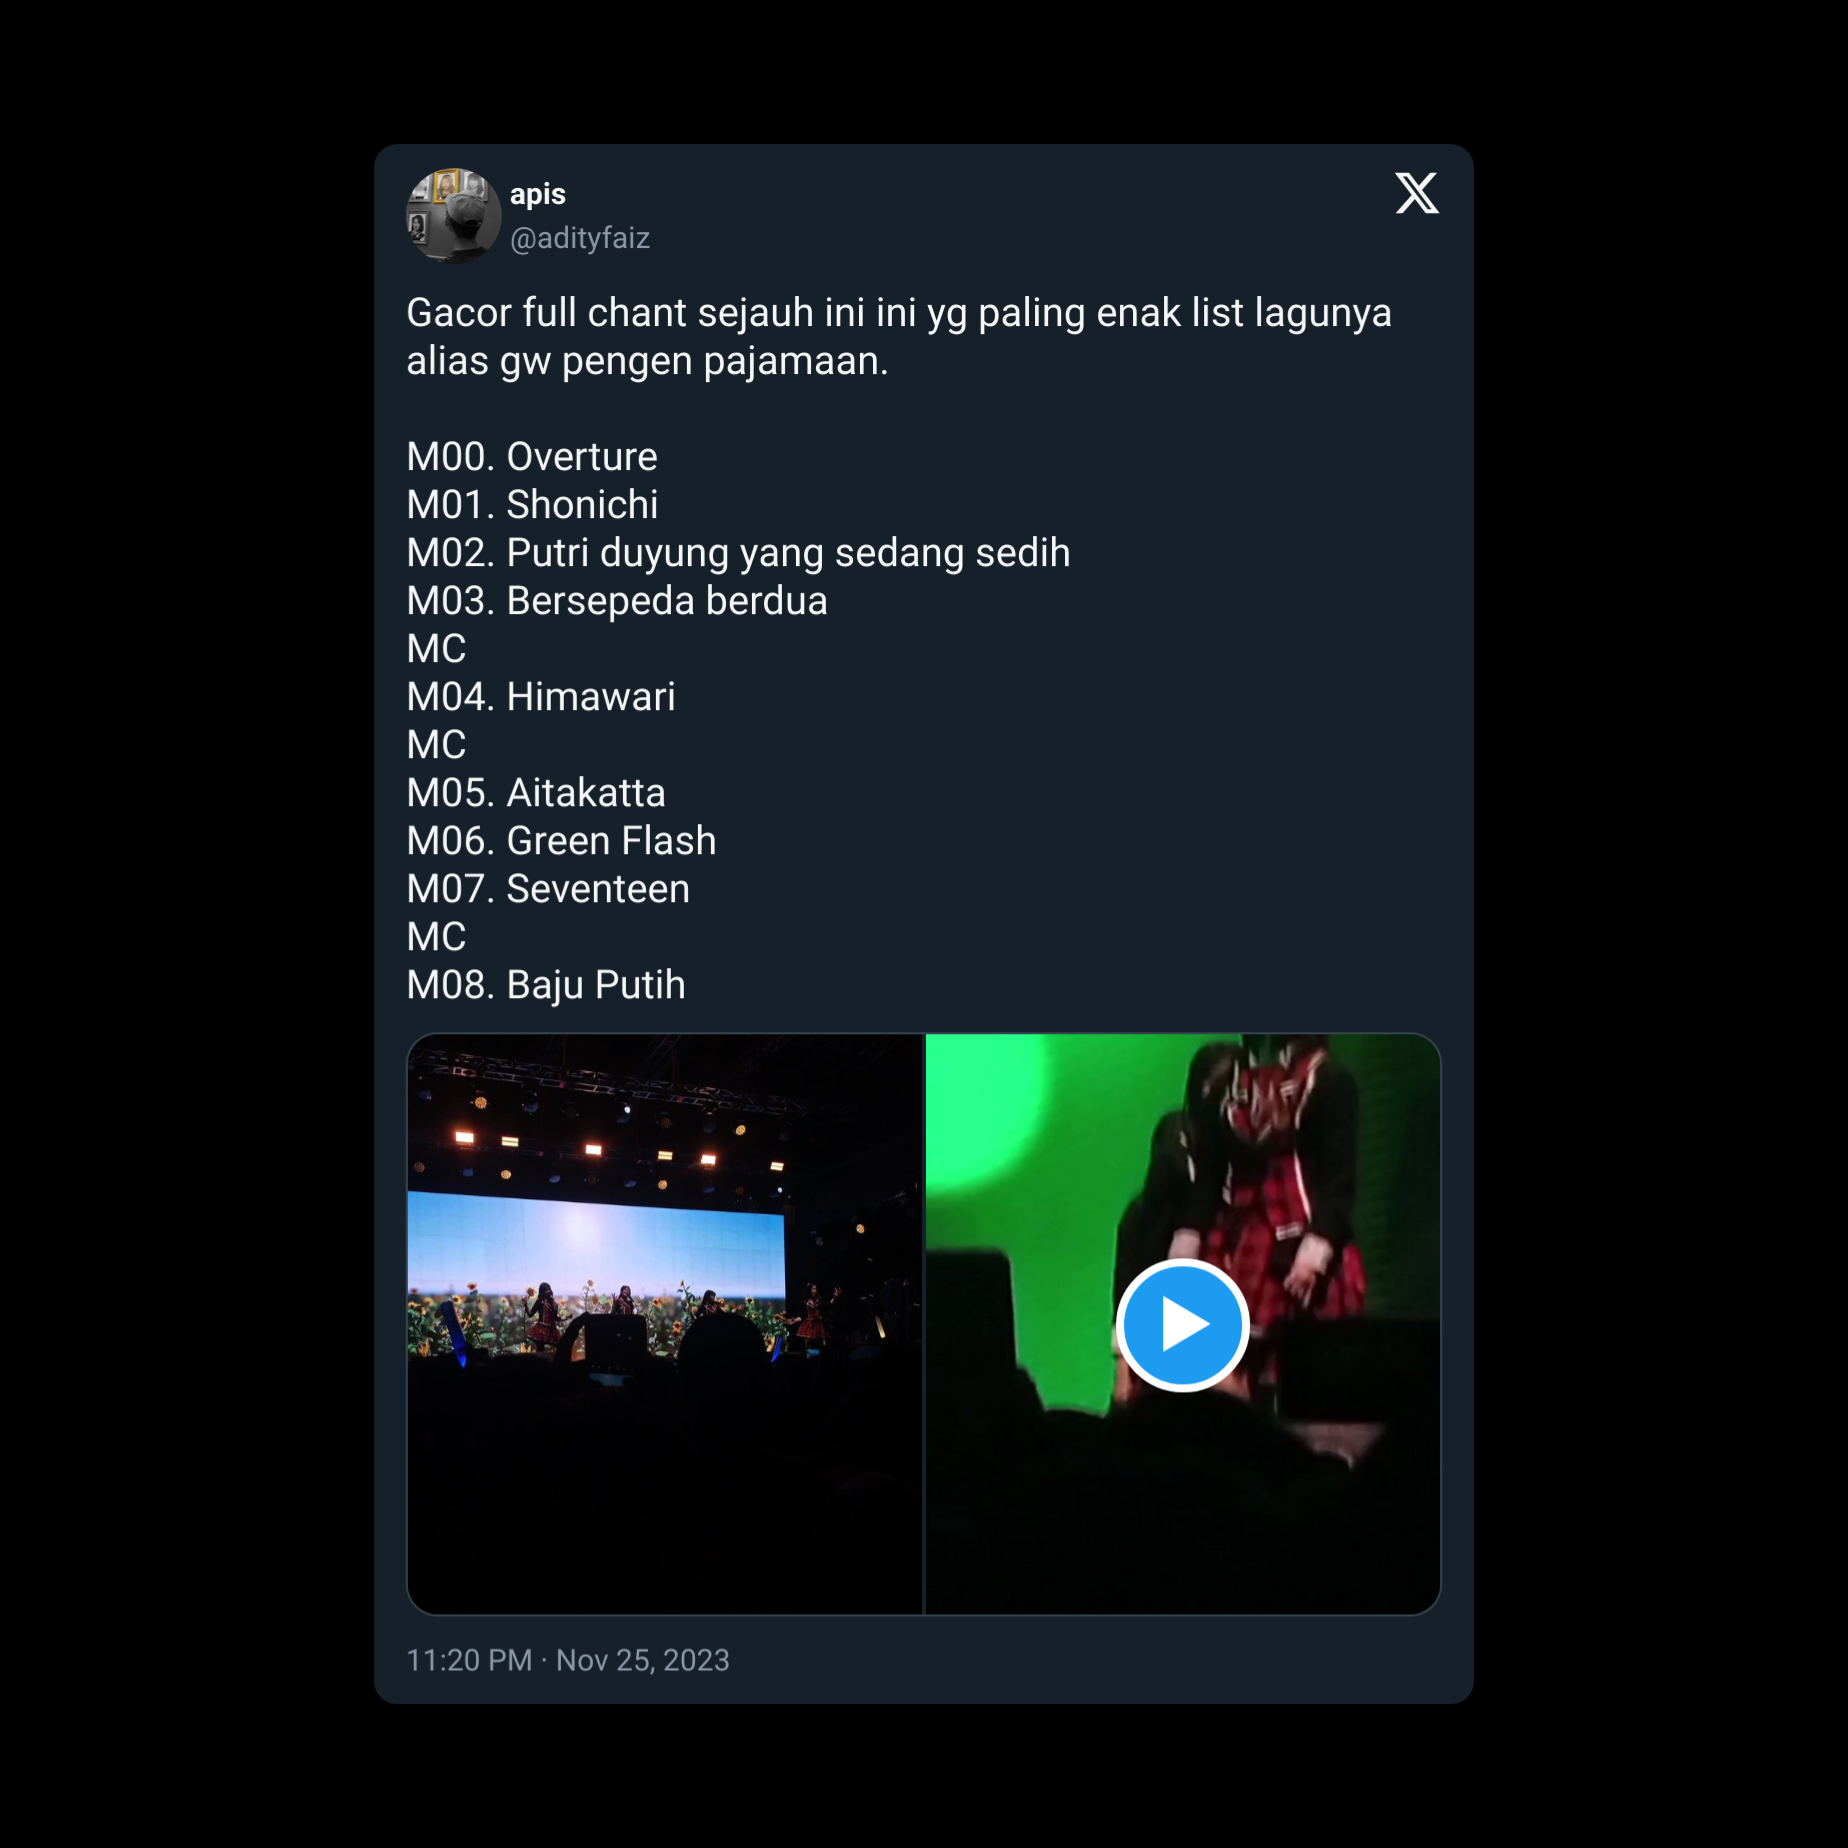 apis
@adityfaiz
Gacor full chant sejauh ini ini yg paling enak list lagunya
alias gw pengen pajamaan.
M00. Overture
M01. Shonichi
M02. Putri duyung yang sedang sedih
M03. Bersepeda berdua
MC
M04. Himawari
MC
M05. Aitakatta
M06. Green Flash
M07. Seventeen
MC
M08. Baju Putih
11:20 PM · Nov 25, 2023